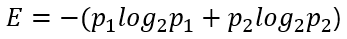 E = −(p₁log₂p₁ + p₂log₂p₂)